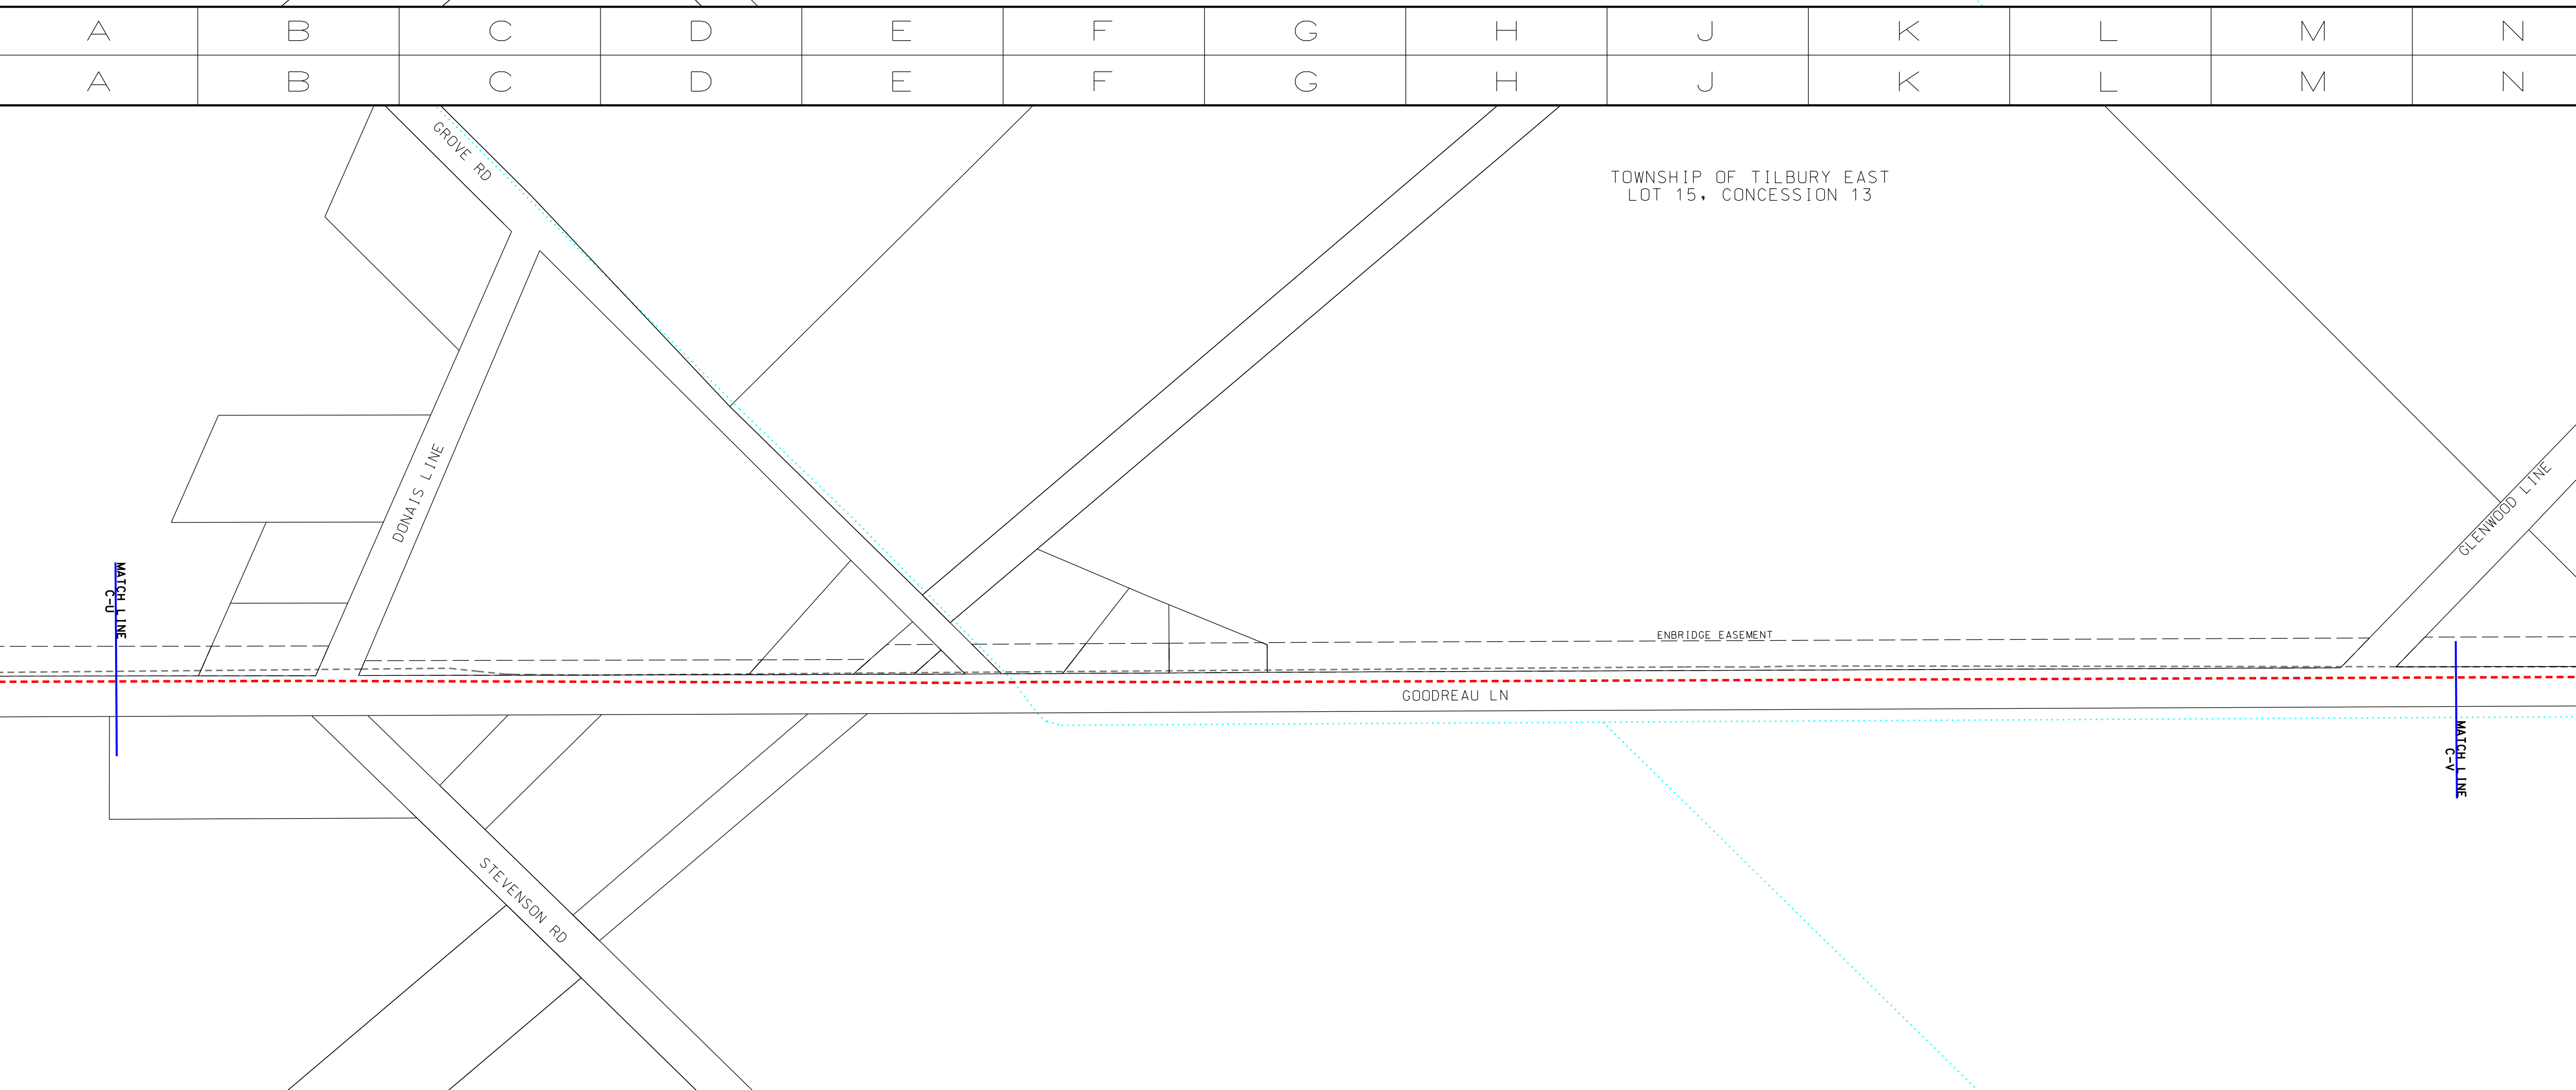 A B C D E F G H J K L M N
A B C D E F G H J K L M N
GROVE RD
TOWNSHIP OF TILBURY EAST
LOT 15, CONCESSION 13
DONAIS LINE
GLENWOOD LINE
MATCH LINE
C-U
ENBRIDGE EASEMENT
GOODREAU LN
MATCH LINE
C-V
STEVENSON RD